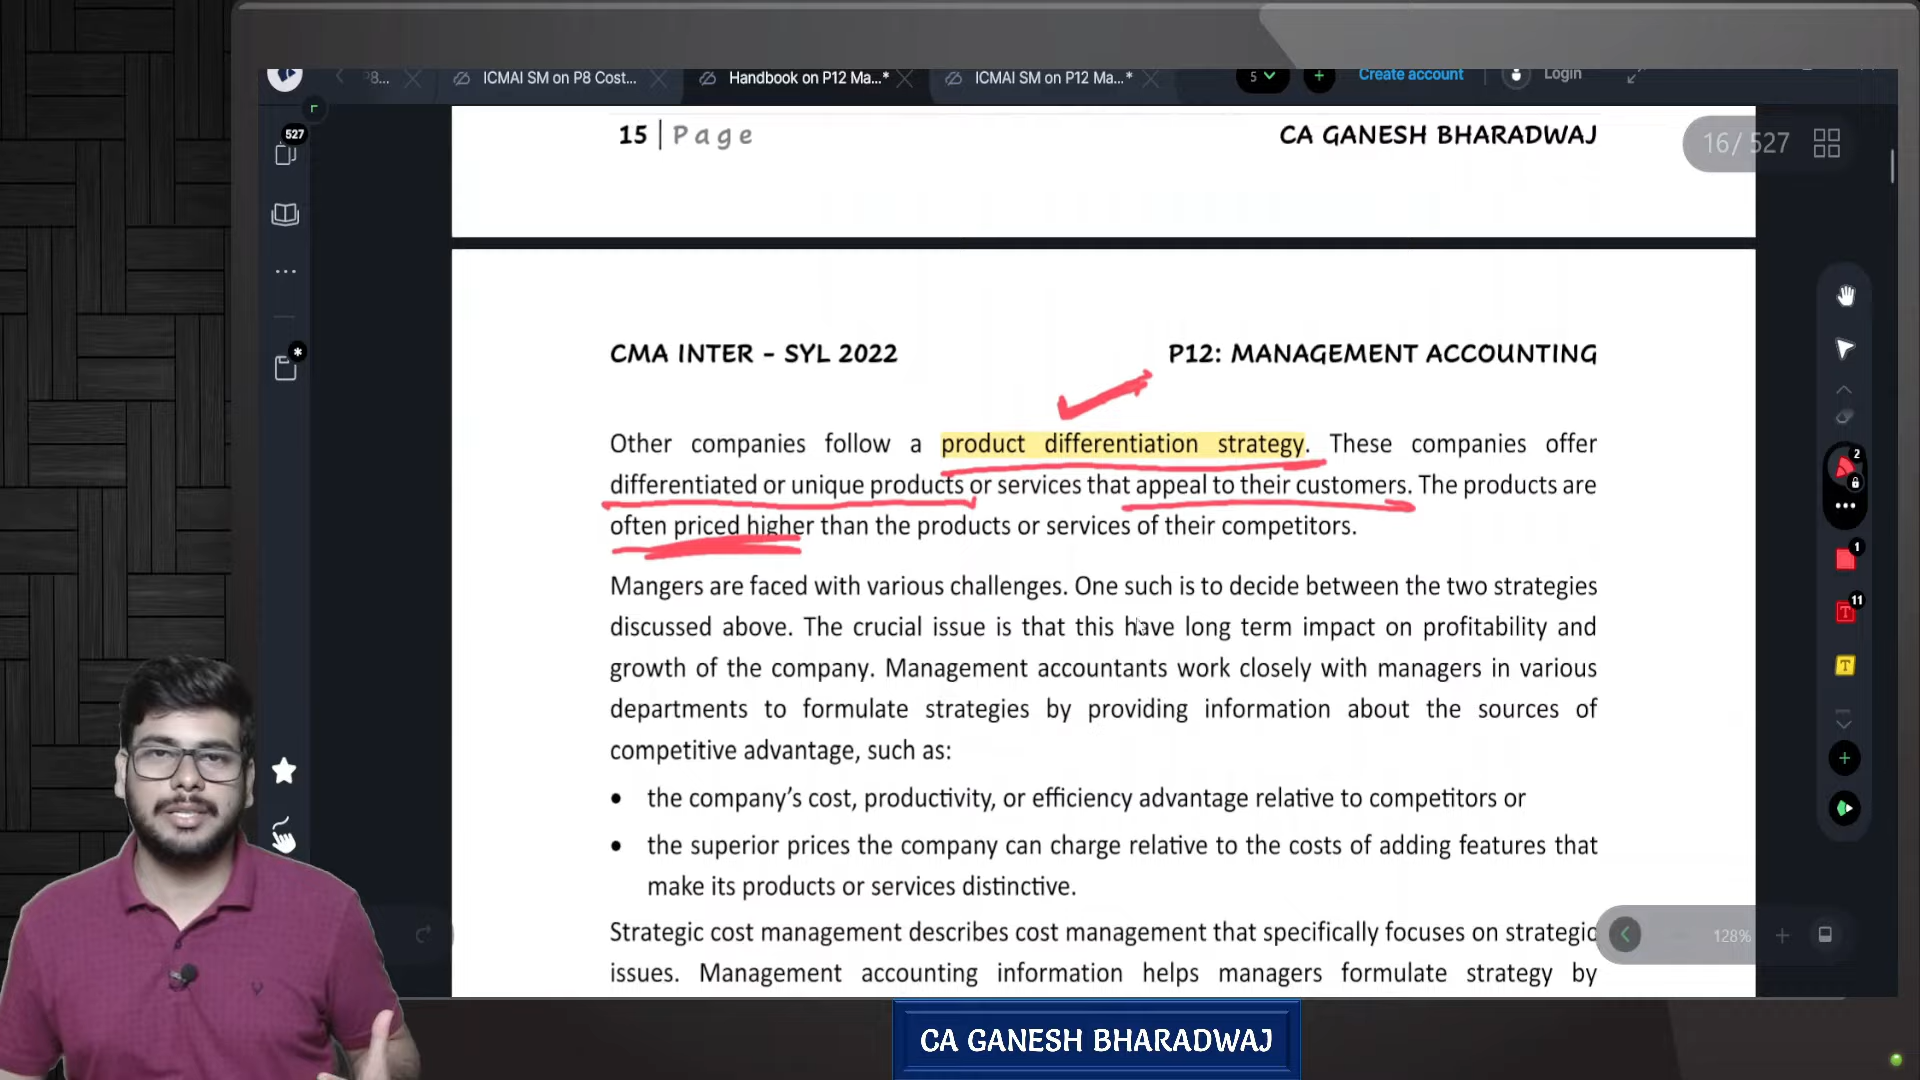 P8...
ICMAI SM on P8 Cost...
Handbook on P12 Ma...*
ICMAI SM on P12 Ma...*
5
Create account
Login
527
15 | Page
CA GANESH BHARADWAJ
16/ 527
CMA INTER – SYL 2022
P12: MANAGEMENT ACCOUNTING
Other companies follow a product differentiation strategy. These companies offer
differentiated or unique products or services that appeal to their customers. The products are
often priced higher than the products or services of their competitors.
Mangers are faced with various challenges. One such is to decide between the two strategies
discussed above. The crucial issue is that this have long term impact on profitability and
growth of the company. Management accountants work closely with managers in various
departments to formulate strategies by providing information about the sources of
competitive advantage, such as:
• the company’s cost, productivity, or efficiency advantage relative to competitors or
• the superior prices the company can charge relative to the costs of adding features that
make its products or services distinctive.
Strategic cost management describes cost management that specifically focuses on strategic
issues. Management accounting information helps managers formulate strategy by
2
1
T
11
T
128%
CA GANESH BHARADWAJ